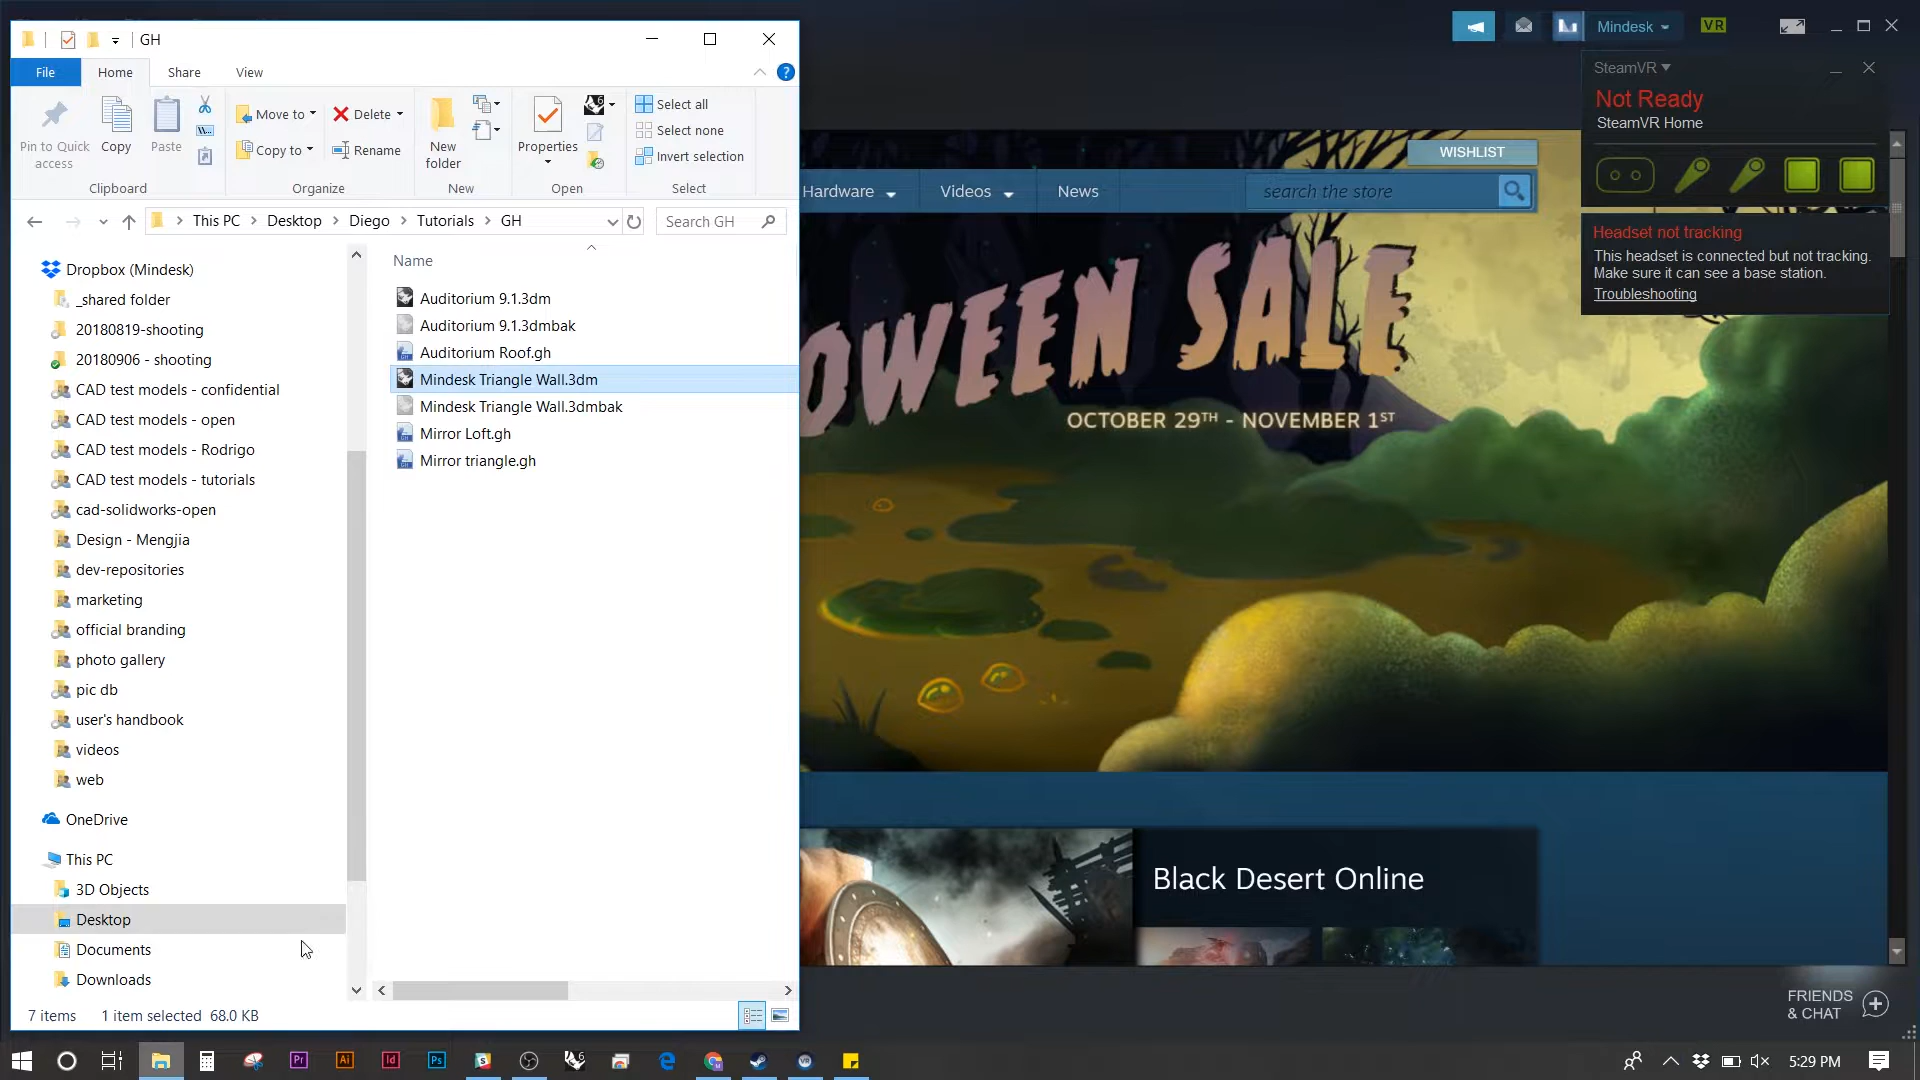 GH
File
Home
Share
View
Pin to Quick
access
Copy
Paste
Move to
Copy to
Delete
Rename
New
folder
Properties
Select all
Select none
Invert selection
Clipboard
Organize
New
Open
Select
This PC
Desktop
Diego
Tutorials
GH
Search GH
Dropbox (Mindesk)
_shared folder
20180819-shooting
20180906 - shooting
CAD test models - confidential
CAD test models - open
CAD test models - Rodrigo
CAD test models - tutorials
cad-solidworks-open
Design - Mengjia
dev-repositories
marketing
official branding
photo gallery
pic db
user's handbook
videos
web
OneDrive
This PC
3D Objects
Desktop
Documents
Downloads
Name
Auditorium 9.1.3dm
Auditorium 9.1.3dmbak
Auditorium Roof.gh
Mindesk Triangle Wall.3dm
Mindesk Triangle Wall.3dmbak
Mirror Loft.gh
Mirror triangle.gh
7 items
1 item selected 68.0 KB
Mindesk
VR
SteamVR
Not Ready
SteamVR Home
Headset not tracking
This headset is connected but not tracking.
Make sure it can see a base station.
Troubleshooting
WISHLIST
Hardware
Videos
News
search the store
OWEEN SALE
OCTOBER 29TH - NOVEMBER 1ST
Black Desert Online
FRIENDS
& CHAT
Pr
Ai
Id
Ps
5:29 PM